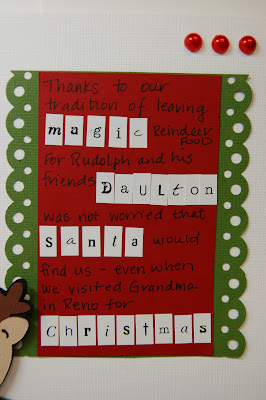 Thanks to our
tradition of leaving
magic Reindeer
FOOD
for Rudolph and his
friends DaULton
was not worried that
Santa would
find us - even when
we visited Grandma
in Reno for
Christmas